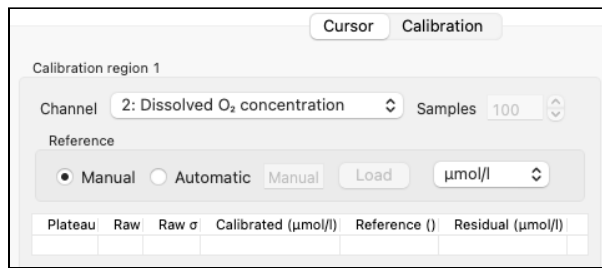 Cursor Calibration
Calibration region 1
Channel 2: Dissolved O₂ concentration Samples 100
Reference
Manual Automatic Manual Load µmol/l
Plateau Raw Raw σ Calibrated (µmol/l) Reference () Residual (µmol/l)